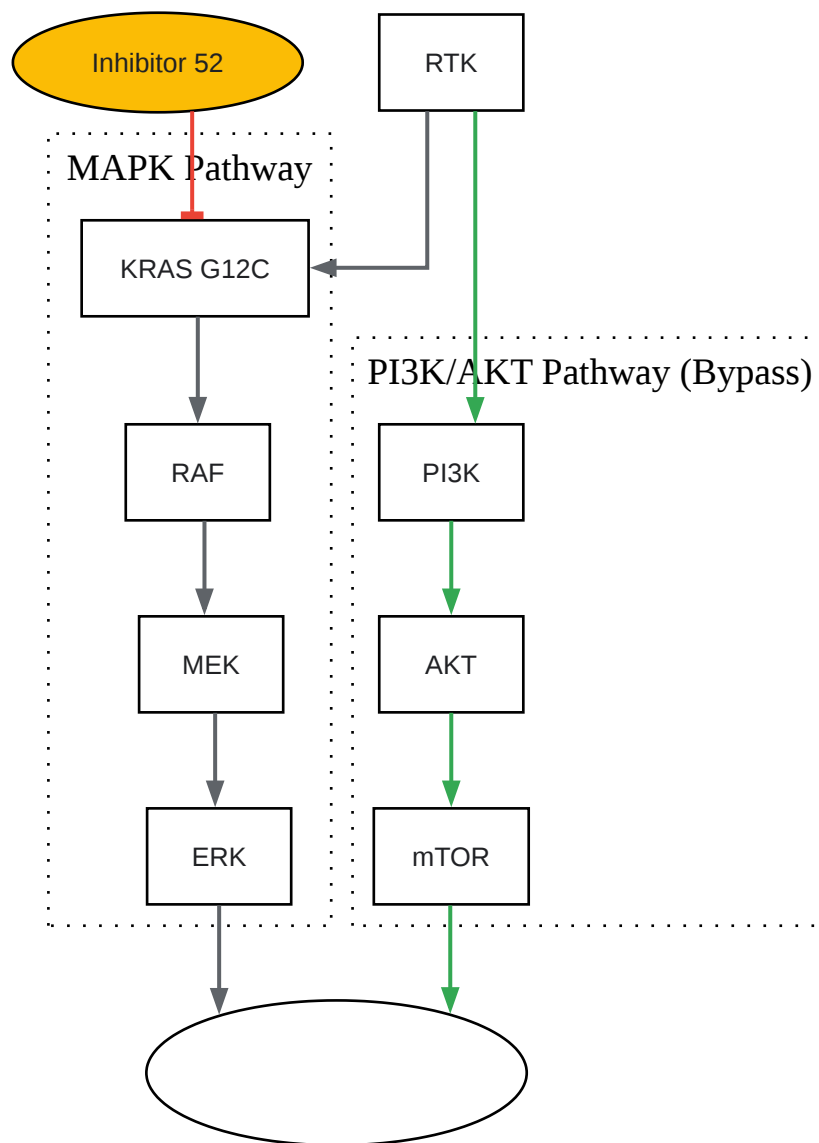 Inhibitor 52
RTK
MAPK Pathway
KRAS G12C
PI3K/AKT Pathway (Bypass)
RAF
PI3K
MEK
AKT
ERK
mTOR